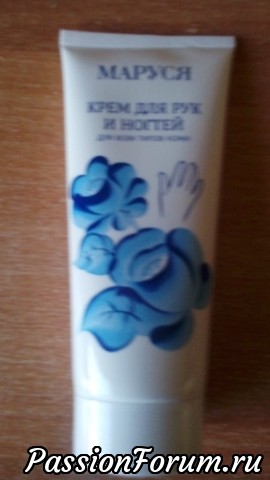 МАРУСЯ
КРЕМ ДЛЯ РУК
И НОГТЕЙ
ДЛЯ ВСЕХ ТИПОВ КОЖИ
PassionForum.ru